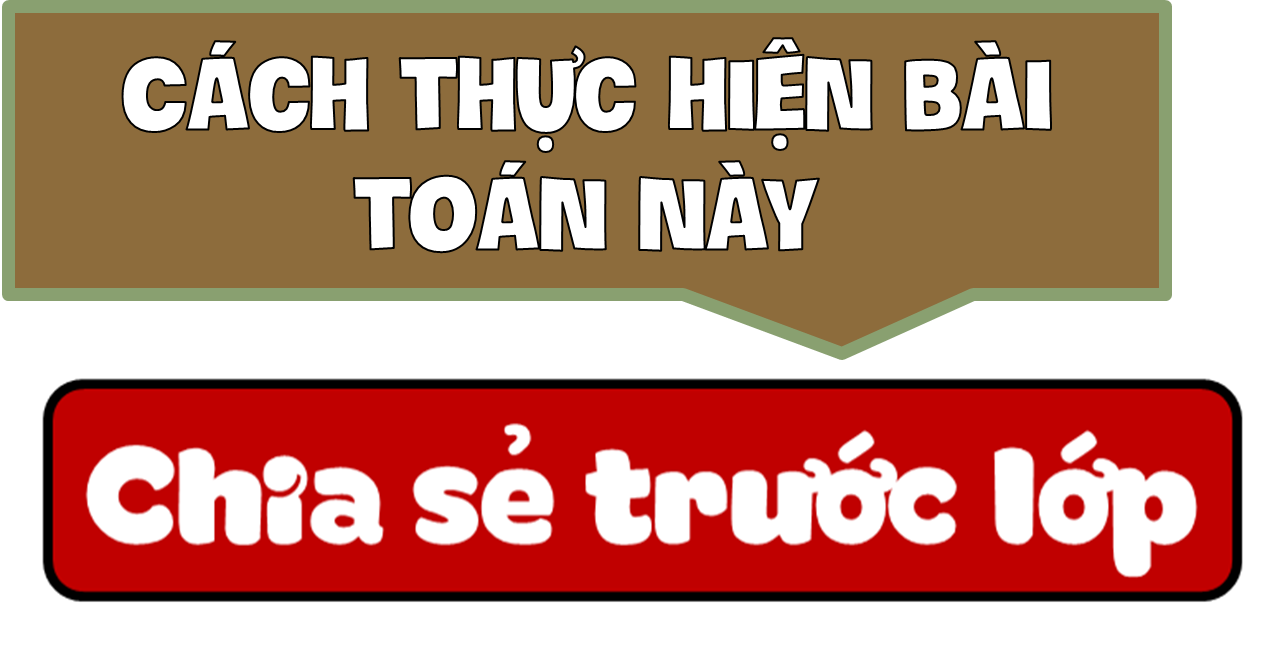 CÁCH THỰC HIỆN BÀI
TOÁN NÀY
Chia sẻ trước lớp